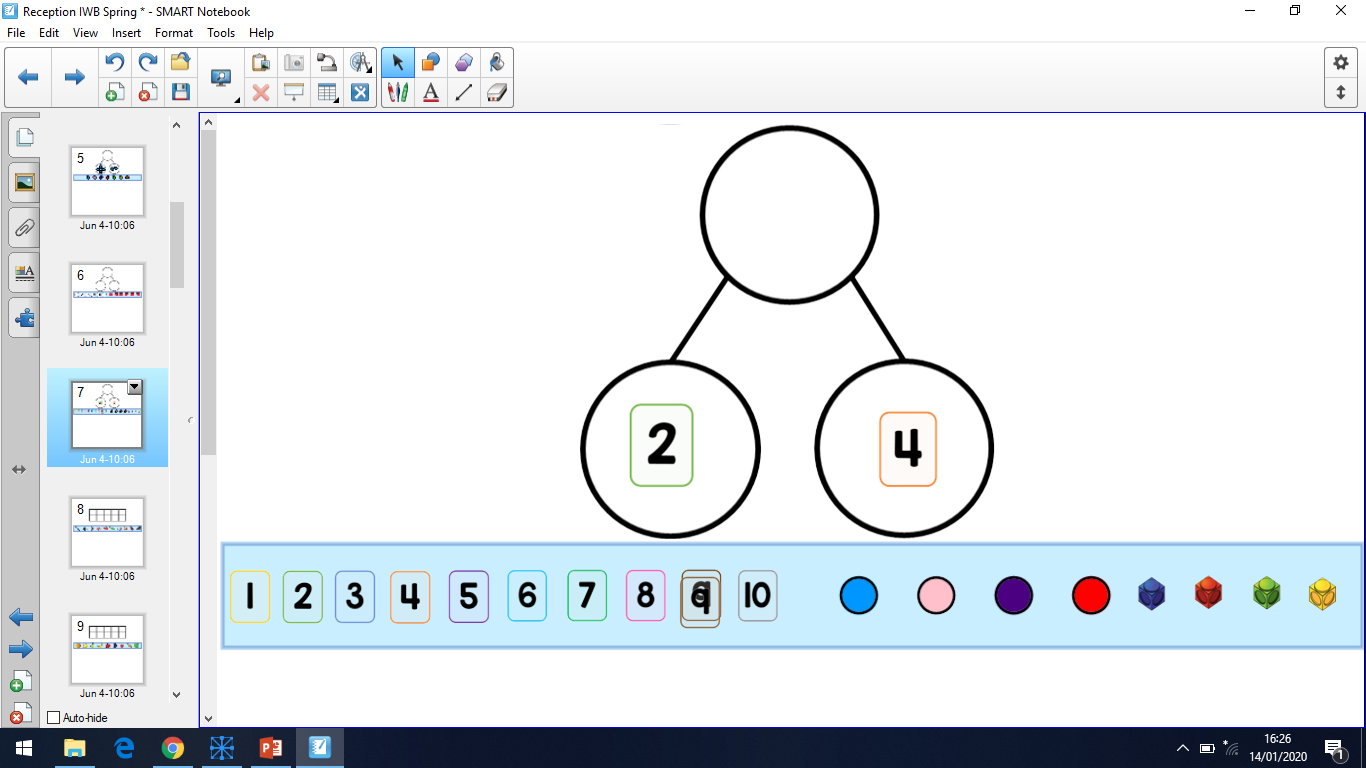 Reception IWB Spring * - SMART Notebook
File Edit View Insert Format Tools Help
5
Jun 4-10:06
6
Jun 4-10:06
7
Jun 4-10:06
8
Jun 4-10:06
9
Jun 4-10:06
Auto-hide
2 4
1 2 3 4 5 6 7 8 9 10
16:26
14/01/2020
1